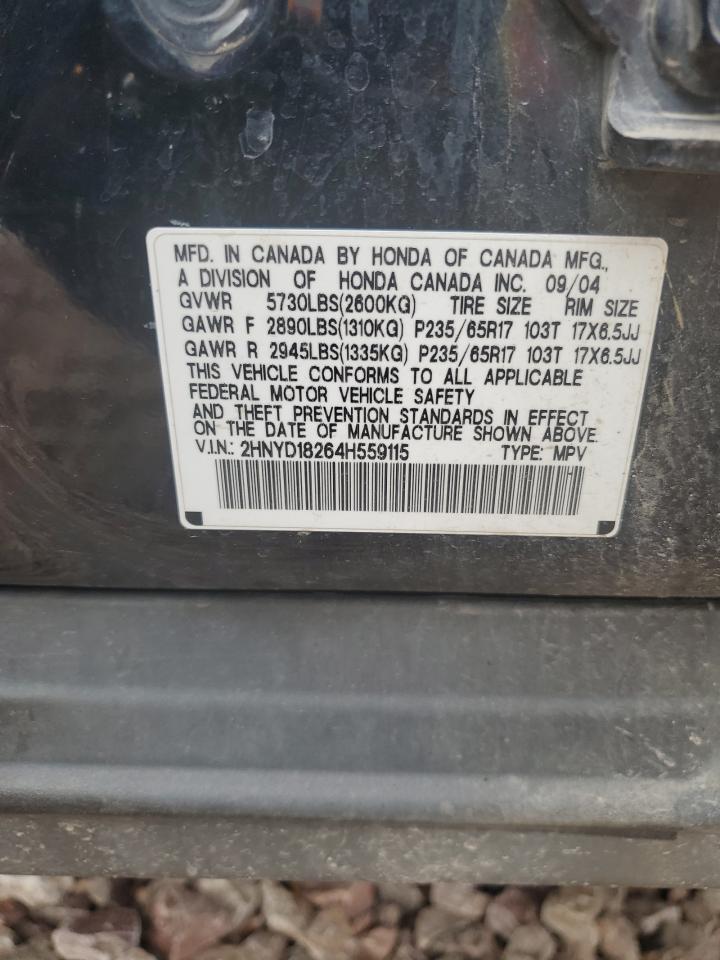 MFD. IN CANADA BY HONDA OF CANADA MFG.,
A DIVISION OF HONDA CANADA INC. 09/04
GVWR 5730LBS(2600KG) TIRE SIZE RIM SIZE
GAWR F 2890LBS(1310KG) P235/65R17 103T 17X6.5JJ
GAWR R 2945LBS(1335KG) P235/65R17 103T 17X6.5JJ
THIS VEHICLE CONFORMS TO ALL APPLICABLE
FEDERAL MOTOR VEHICLE SAFETY
AND THEFT PREVENTION STANDARDS IN EFFECT
ON THE DATE OF MANUFACTURE SHOWN ABOVE.
V.I.N.: 2HNYD18264H559115 TYPE: MPV